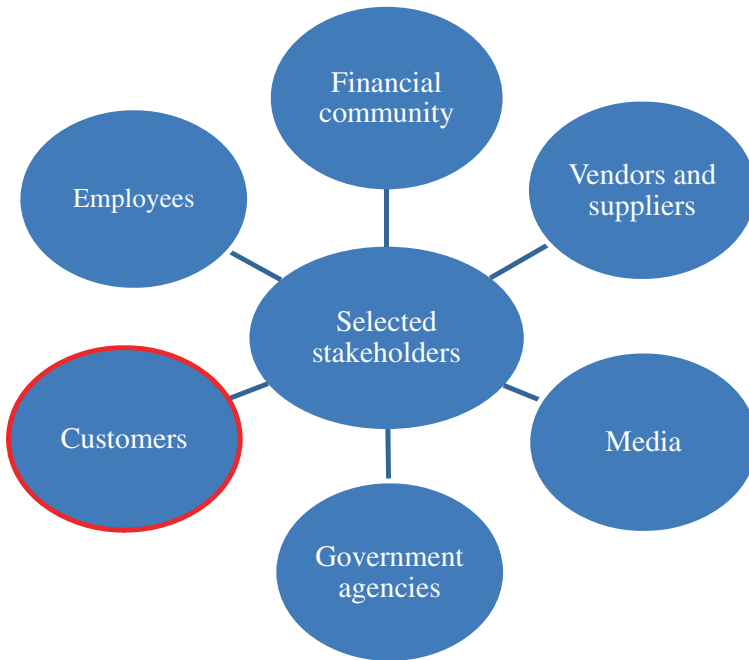 Financial
community
Employees
Vendors and
suppliers
Selected
stakeholders
Customers
Media
Government
agencies